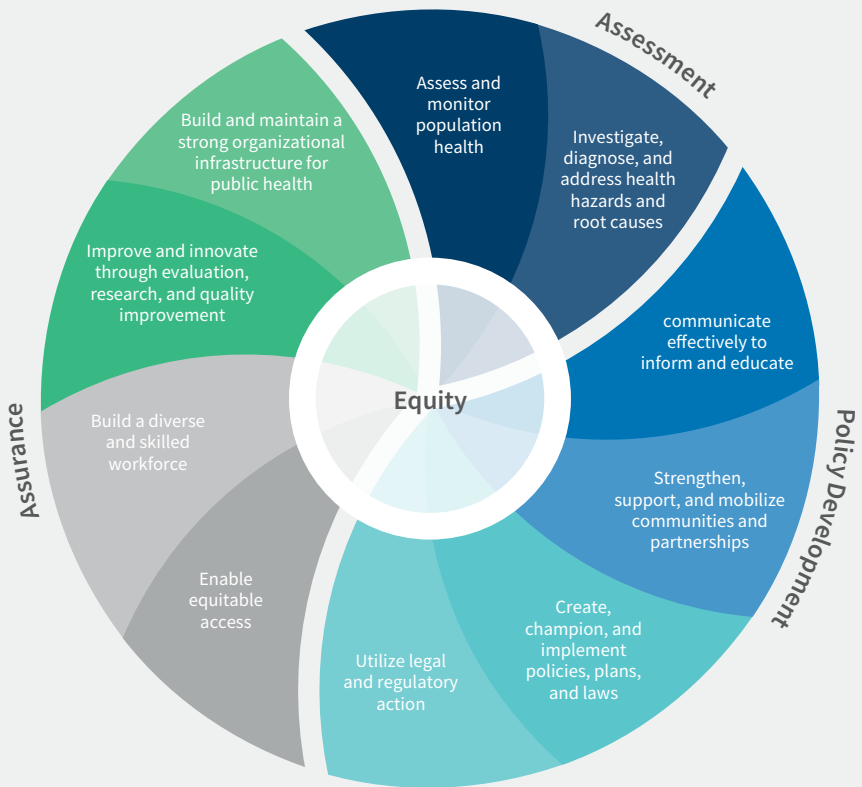 Assessment
Assess and
monitor
population
health
Investigate,
diagnose, and
address health
hazards and
root causes
Policy Development
communicate
effectively to
inform and educate
Strengthen,
support, and mobilize
communities and
partnerships
Create,
champion, and
implement
policies, plans,
and laws
Utilize legal
and regulatory
action
Assurance
Enable
equitable
access
Build a diverse
and skilled
workforce
Improve and innovate
through evaluation,
research, and quality
improvement
Build and maintain a
strong organizational
infrastructure for
public health
Equity